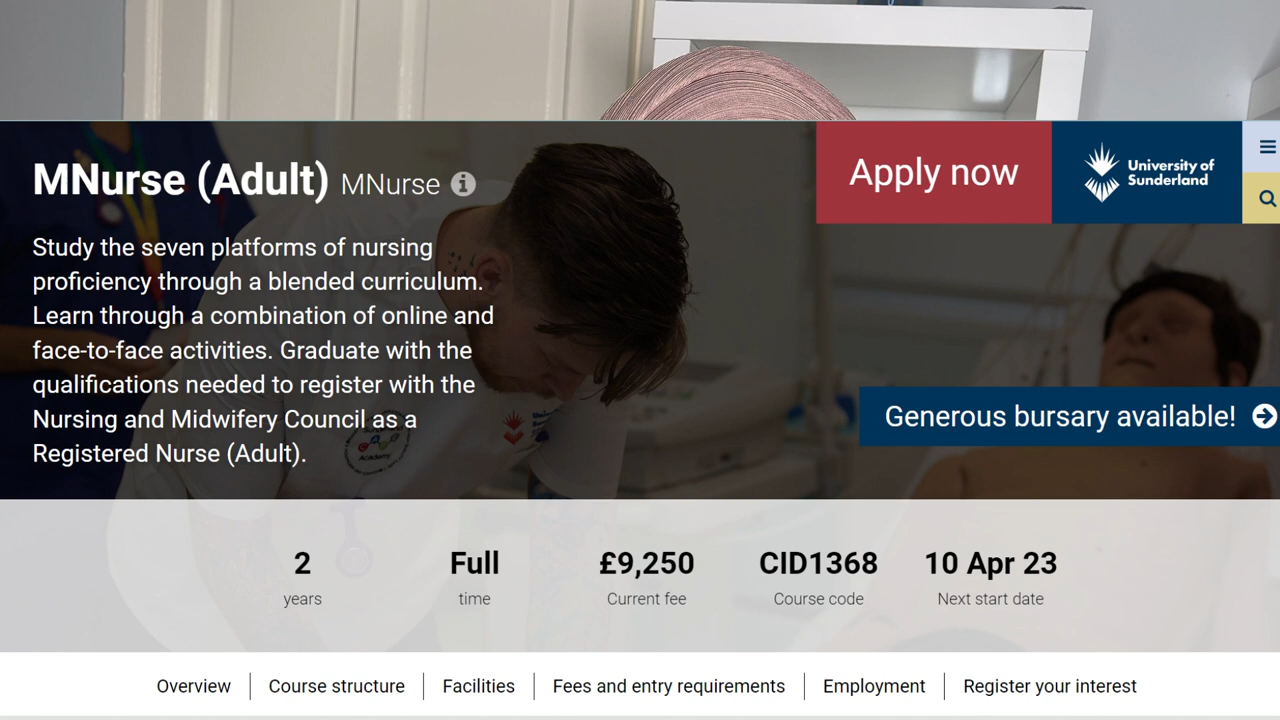 MNurse (Adult) MNurse i
Apply now
University of
Sunderland
Study the seven platforms of nursing
proficiency through a blended curriculum.
Learn through a combination of online and
face-to-face activities. Graduate with the
qualifications needed to register with the
Nursing and Midwifery Council as a
Registered Nurse (Adult).
Generous bursary available!
Academy
2
years
Full
time
£9,250
Current fee
CID1368
Course code
10 Apr 23
Next start date
Overview
Course structure
Facilities
Fees and entry requirements
Employment
Register your interest